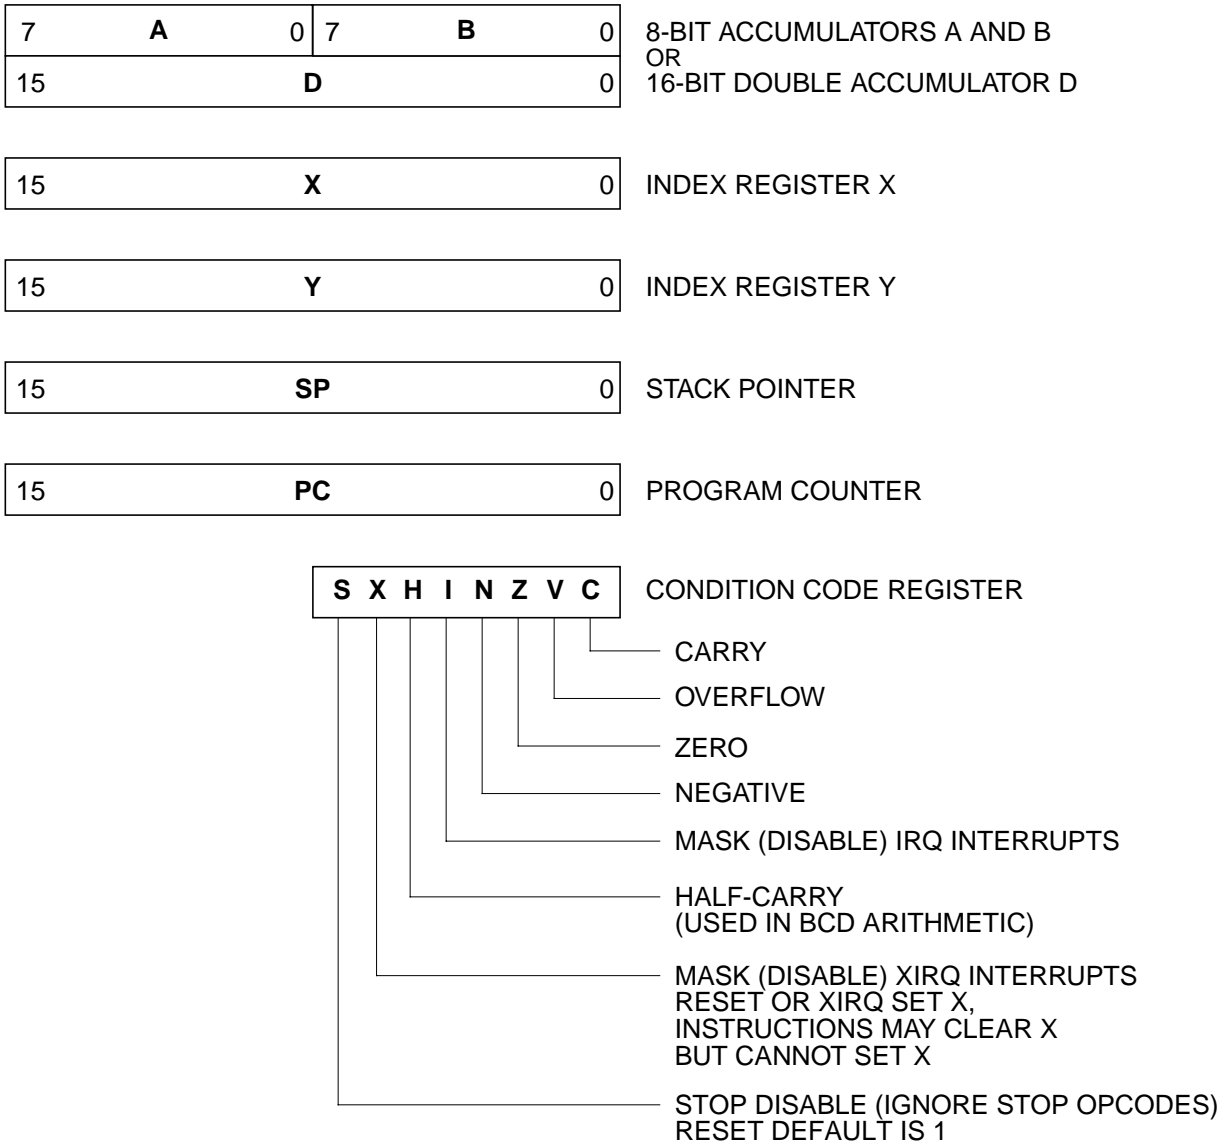 7 A 0 7 B 0 8-BIT ACCUMULATORS A AND B
OR
15 D 0 16-BIT DOUBLE ACCUMULATOR D
15 X 0 INDEX REGISTER X
15 Y 0 INDEX REGISTER Y
15 SP 0 STACK POINTER
15 PC 0 PROGRAM COUNTER
S X H I N Z V C CONDITION CODE REGISTER
CARRY
OVERFLOW
ZERO
NEGATIVE
MASK (DISABLE) IRQ INTERRUPTS
HALF-CARRY
(USED IN BCD ARITHMETIC)
MASK (DISABLE) XIRQ INTERRUPTS
RESET OR XIRQ SET X,
INSTRUCTIONS MAY CLEAR X
BUT CANNOT SET X
STOP DISABLE (IGNORE STOP OPCODES)
RESET DEFAULT IS 1